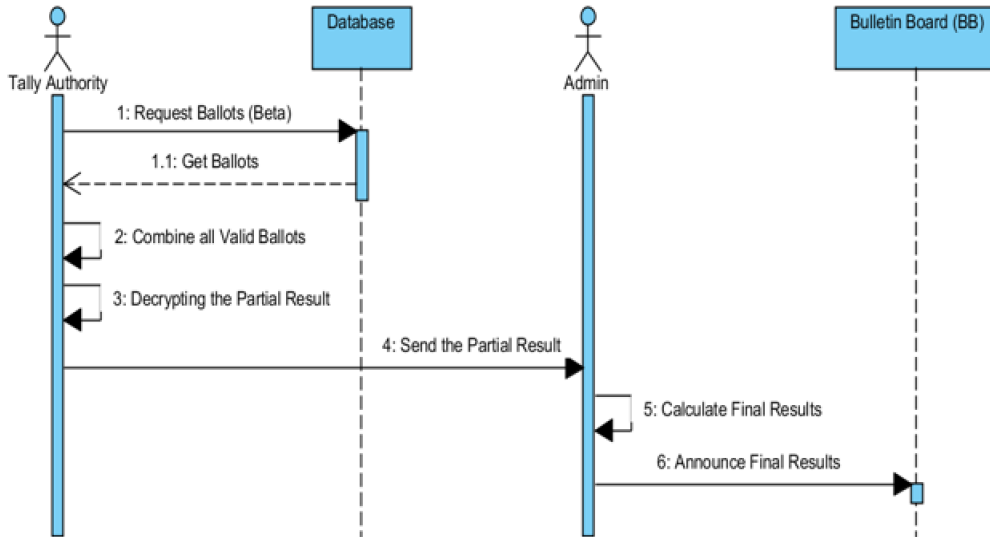 Database
Bulletin Board (BB)
Tally Authority
Admin
1: Request Ballots (Beta)
1.1: Get Ballots
2: Combine all Valid Ballots
3: Decrypting the Partial Result
4: Send the Partial Result
5: Calculate Final Results
6: Announce Final Results